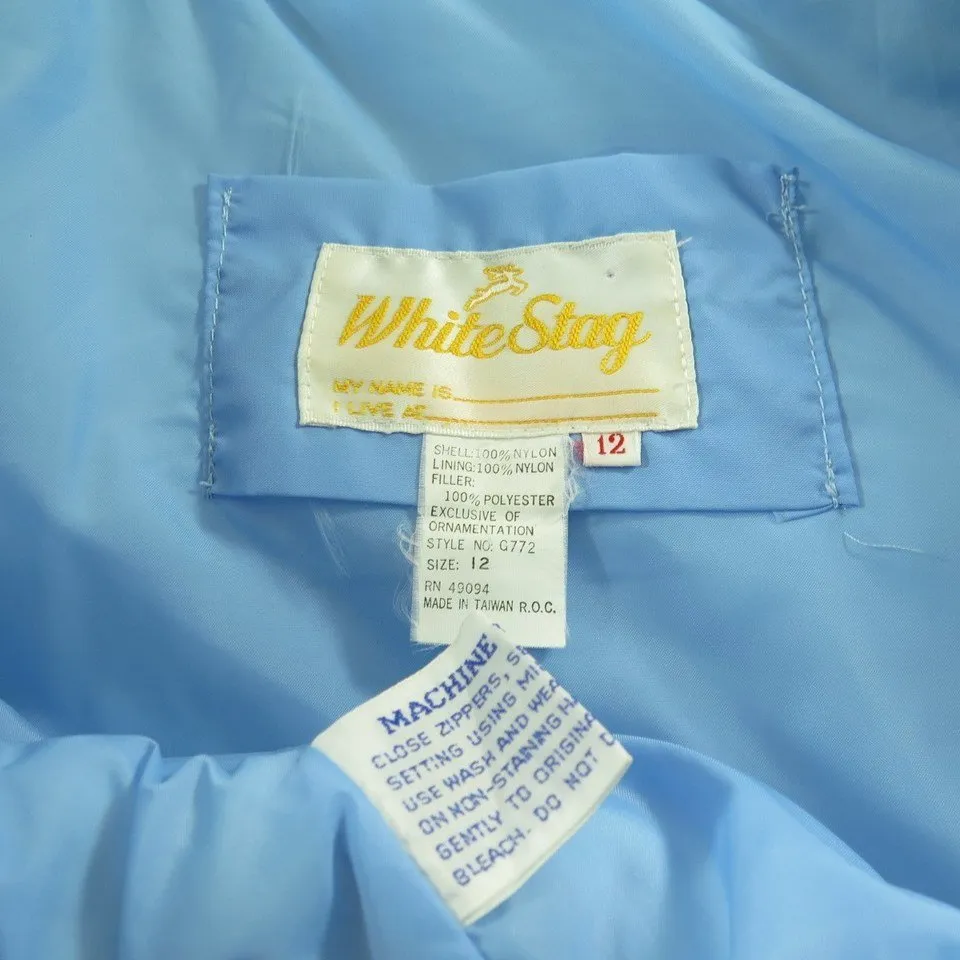 White Stag
MY NAME IS
I LIVE AT
12
SHELL:100% NYLON
LINING:100% NYLON
FILLER:
100% POLYESTER
EXCLUSIVE OF
ORNAMENTATION
STYLE NO: G772
SIZE: 12
RN 49094
MADE IN TAIWAN R.O.C.
MACHINE
CLOSE ZIPPERS,
SETTING USING
USE WASH AND
ON NON-STAINING
GENTLY TO
BLEACH. DO NOT